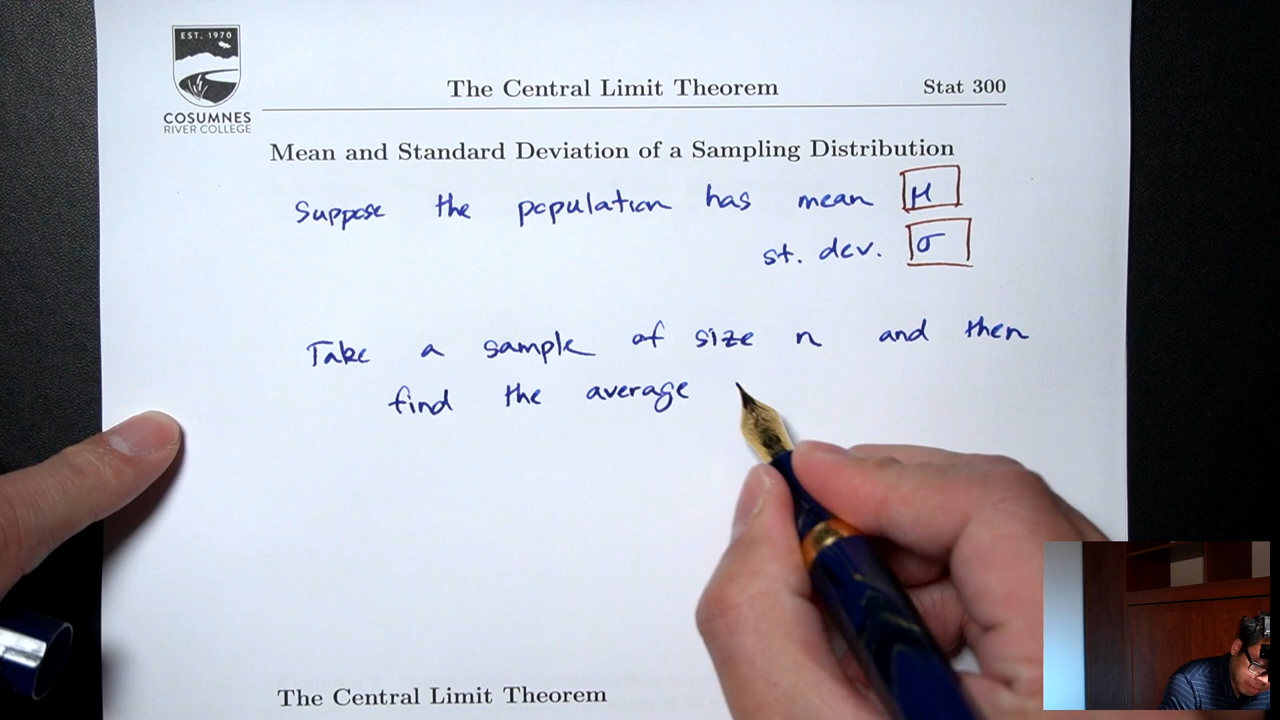 EST. 1970
COSUMNES
RIVER COLLEGE
The Central Limit Theorem Stat 300
Mean and Standard Deviation of a Sampling Distribution
Suppose the population has mean μ
st. dev. σ
Take a sample of size n and then
find the average
The Central Limit Theorem